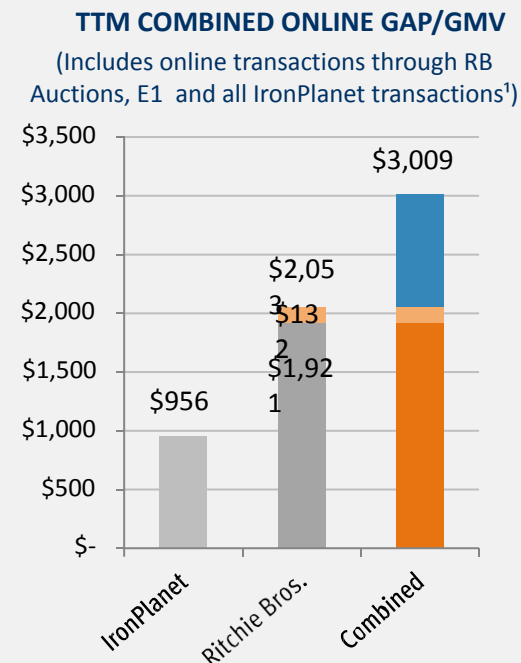 TTM COMBINED ONLINE GAP/GMV
(Includes online transactions through RB
Auctions, E1 and all IronPlanet transactions¹)
$3,500
$3,000
$2,500
$2,000
$1,500
$1,000
$500
$-
$956
$2,05
3
$13
2
$1,92
1
$3,009
IronPlanet
Ritchie Bros.
Combined